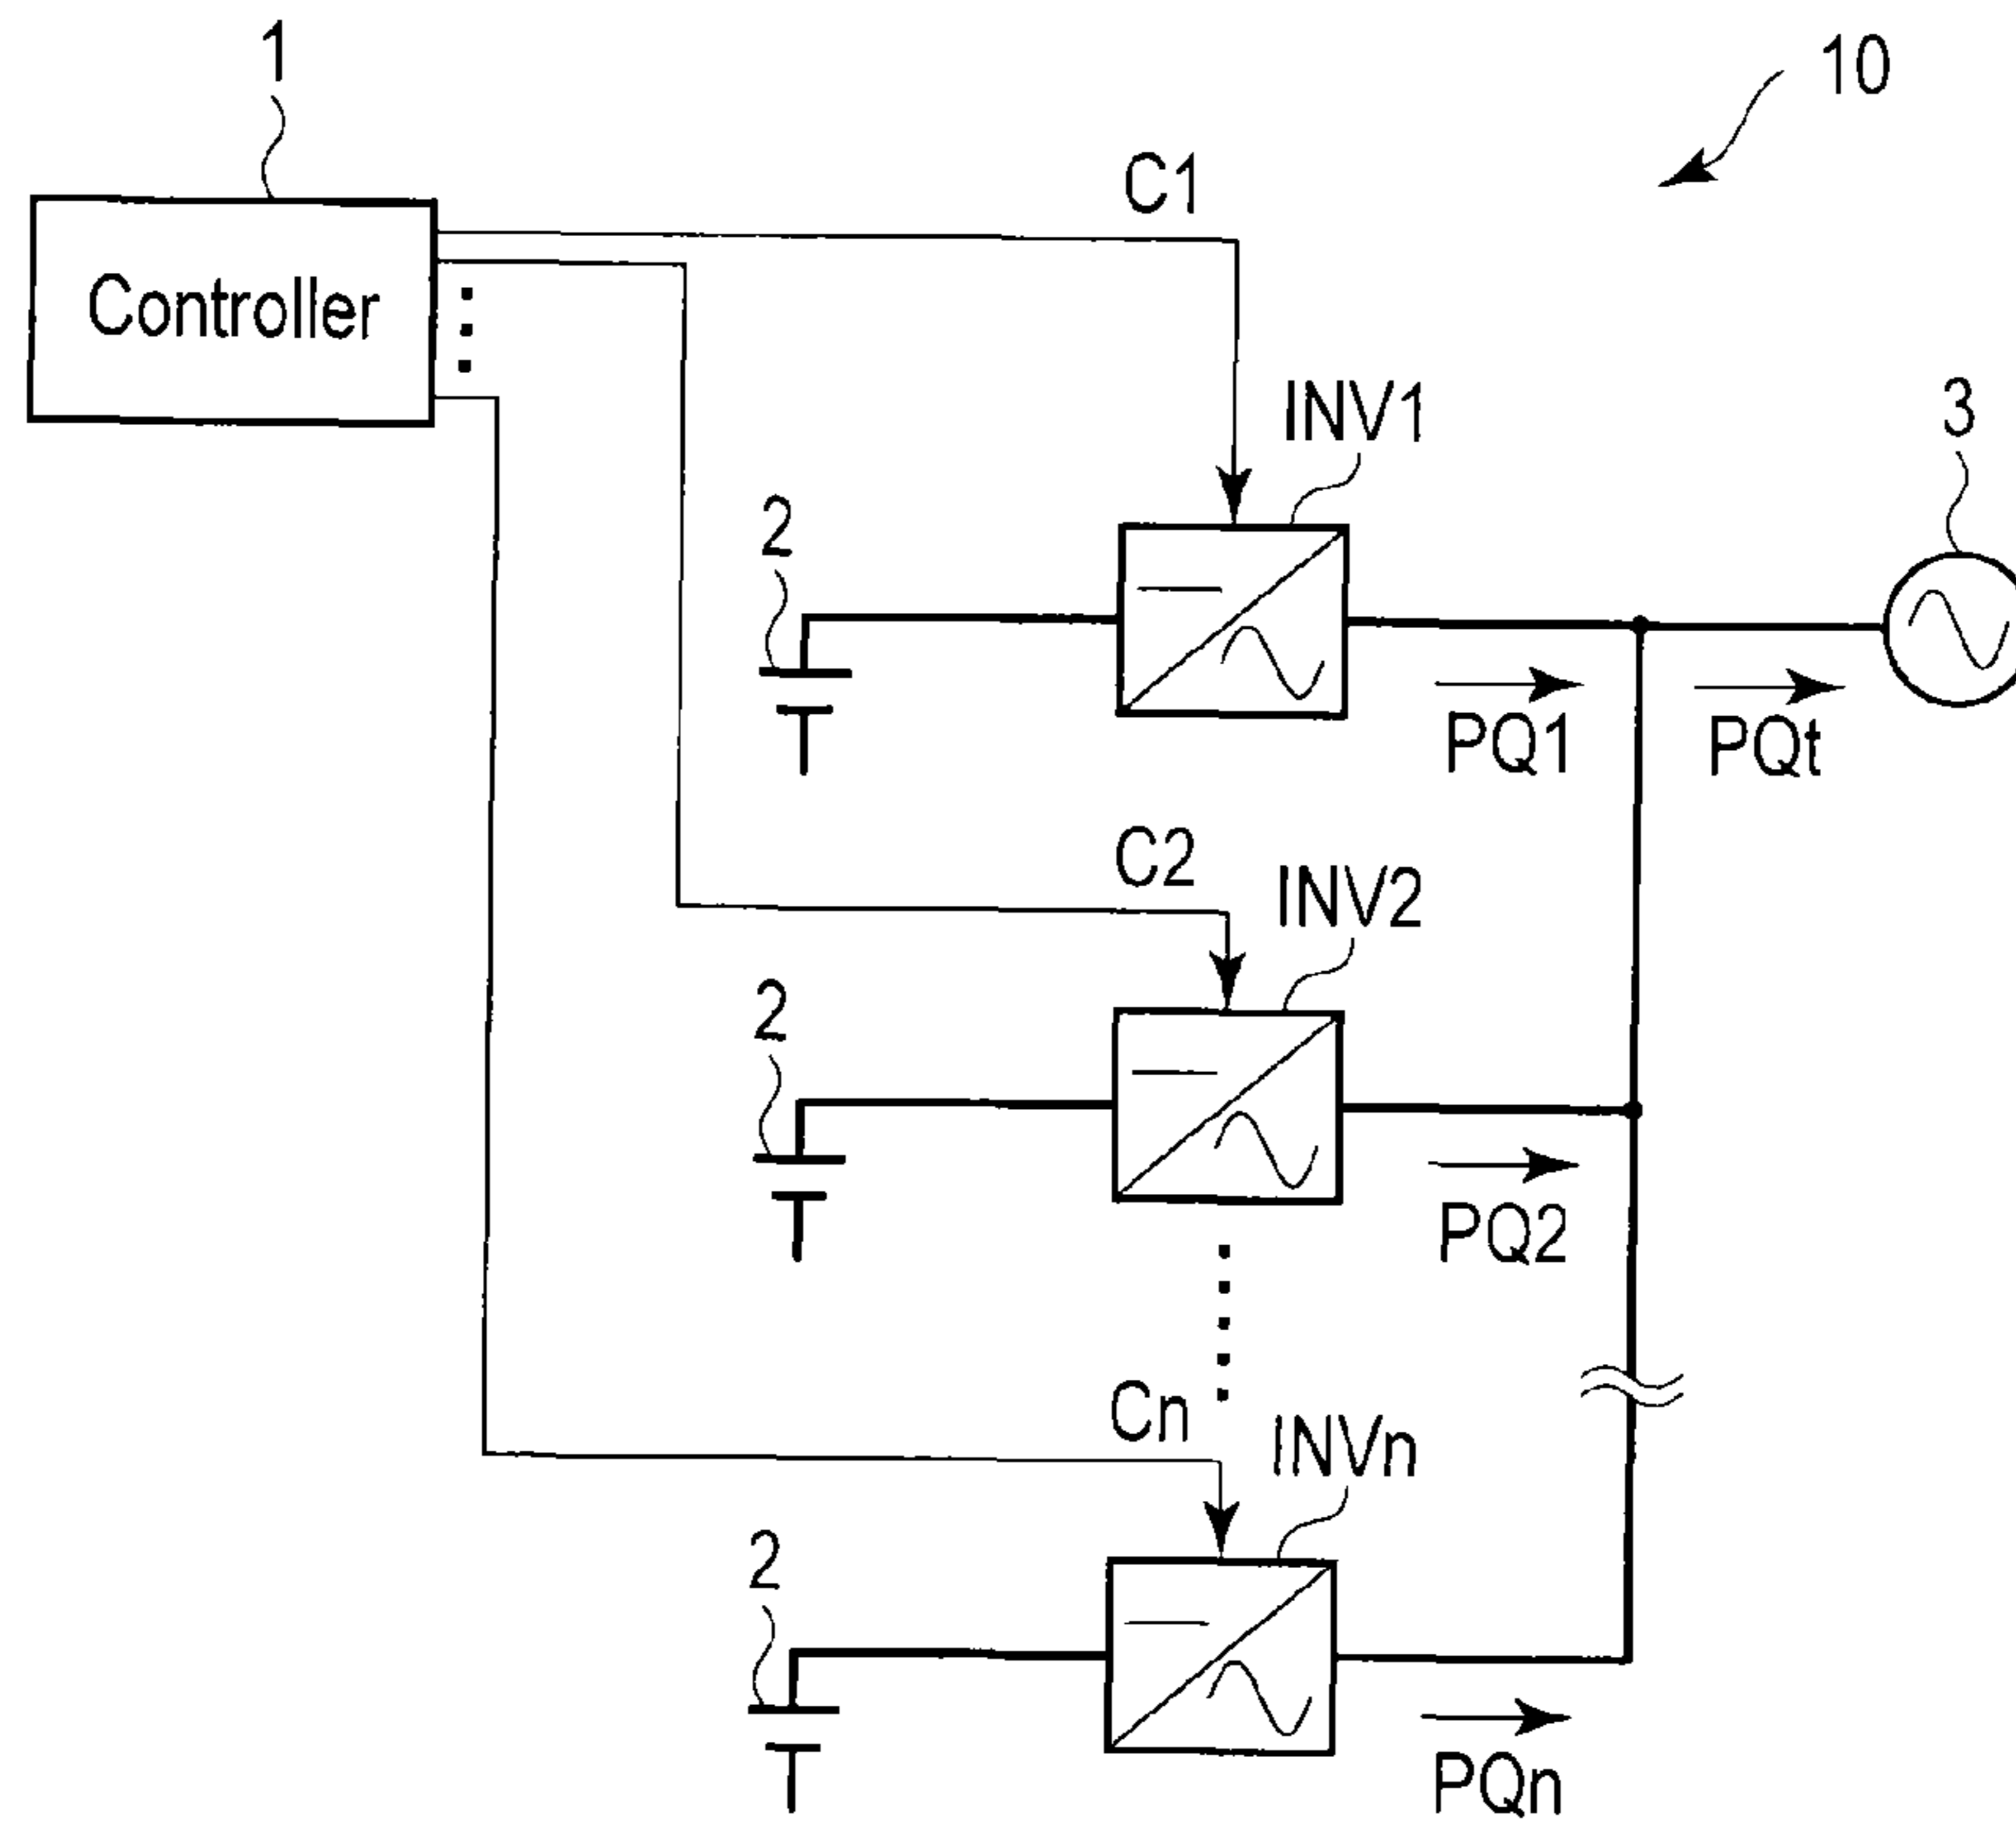 1
10
C1
Controller
INV1
3
2
PQ1
PQt
C2
INV2
2
PQ2
Cn
INVn
2
PQn